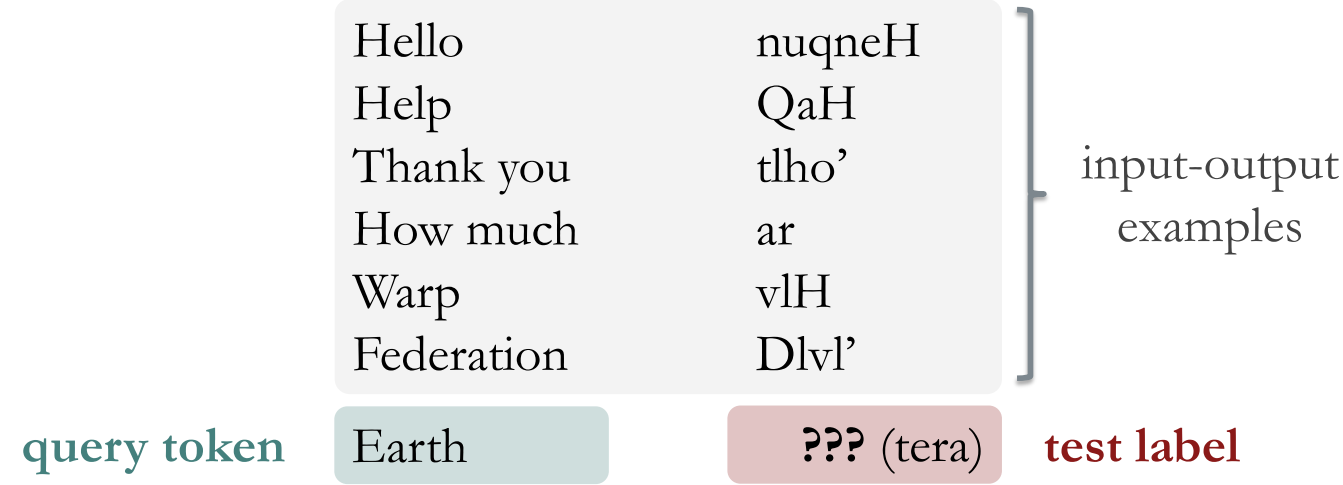 Hello nuqneH
Help QaH
Thank you tlho’
How much ar
Warp vlH
Federation Dlvl’
input-output
examples
query token Earth ??? (tera) test label